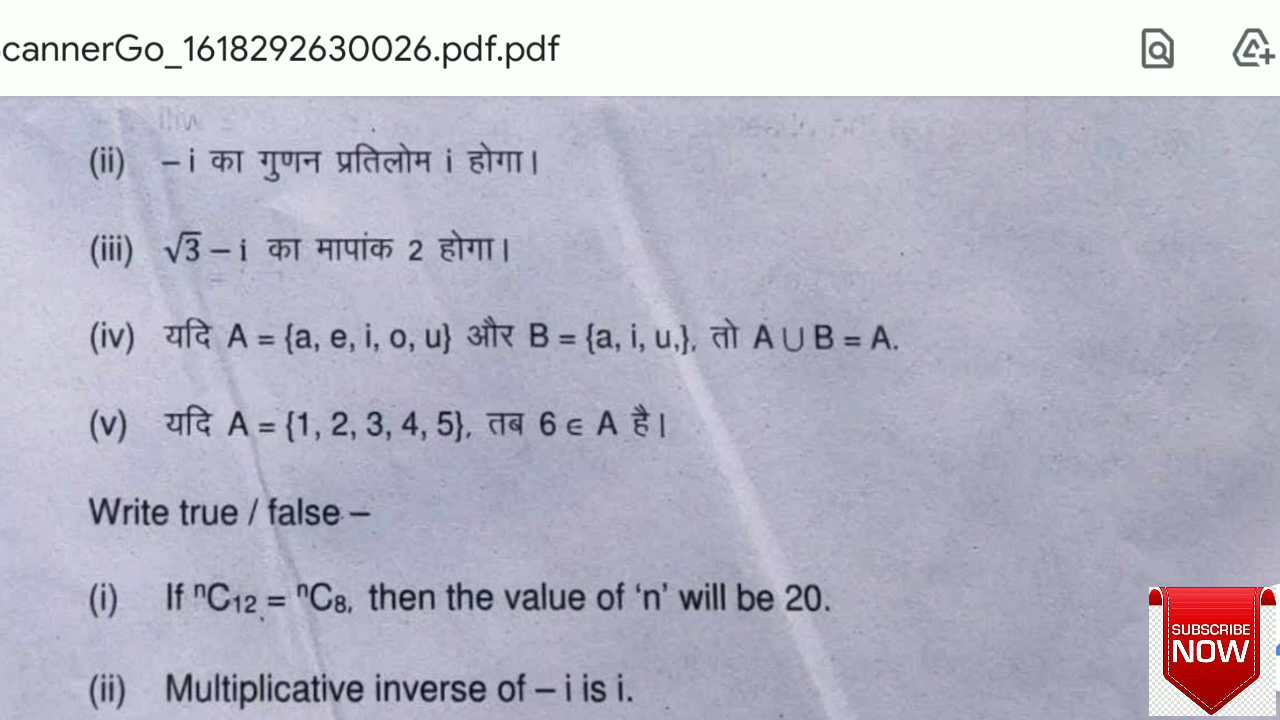 cannerGo_1618292630026.pdf.pdf
(ii) – i का गुणन प्रतिलोम i होगा।
(iii) √3 – i का मापांक 2 होगा।
(iv) यदि A = {a, e, i, o, u} और B = {a, i, u,}, तो A ∪ B = A.
(v) यदि A = {1, 2, 3, 4, 5}, तब 6 ∈ A है।
Write true / false –
(i) If ⁿC₁₂ = ⁿC₈, then the value of ‘n’ will be 20.
(ii) Multiplicative inverse of – i is i.
SUBSCRIBE
NOW